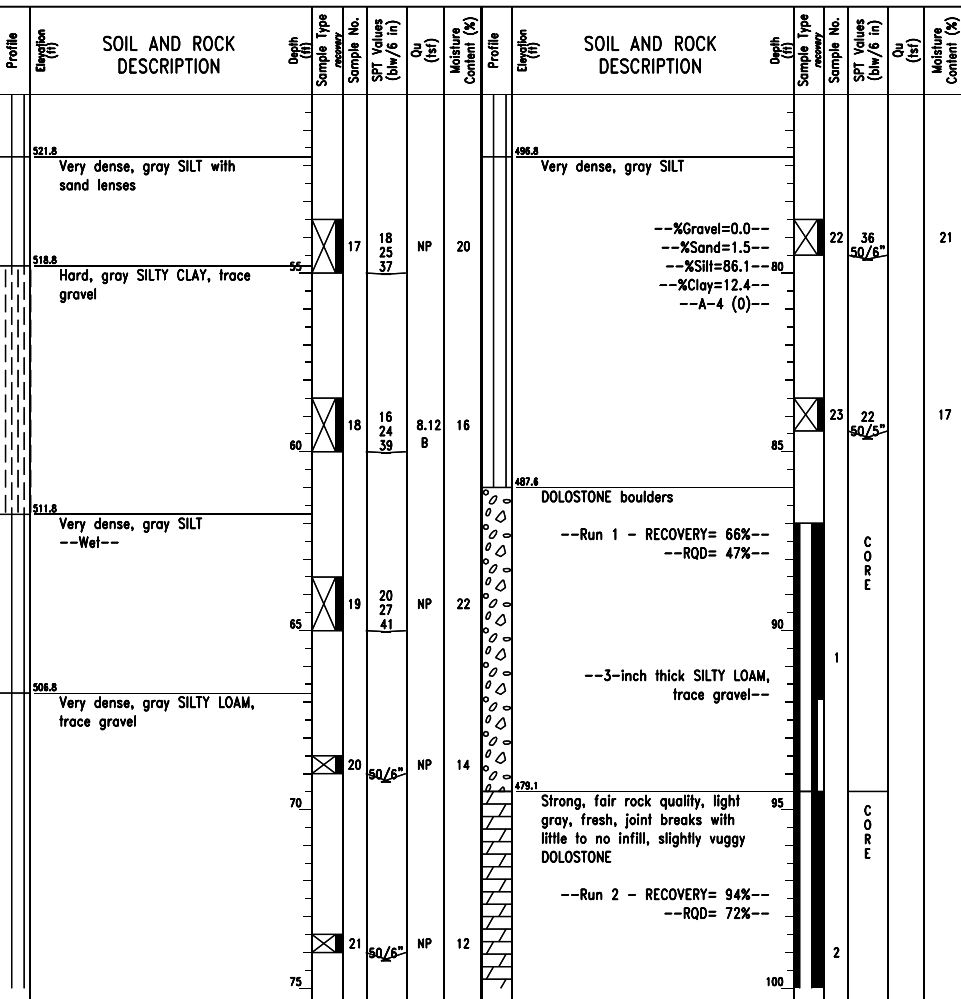 Profile
Elevation (ft)
SOIL AND ROCK
DESCRIPTION
Depth (ft)
Sample Type
recovery
Sample No.
SPT Values (blw/6 in)
Qu (tsf)
Moisture Content (%)
521.8
Very dense, gray SILT with
sand lenses
17
18
25
37
NP
20
518.8
55
Hard, gray SILTY CLAY, trace
gravel
18
16
24
39
8.12
B
16
60
511.8
Very dense, gray SILT
--Wet--
19
20
27
41
NP
22
65
506.8
Very dense, gray SILTY LOAM,
trace gravel
20
50/6"
NP
14
70
21
50/6"
NP
12
75
Profile
Elevation (ft)
SOIL AND ROCK
DESCRIPTION
Depth (ft)
Sample Type
recovery
Sample No.
SPT Values (blw/6 in)
Qu (tsf)
Moisture Content (%)
496.8
Very dense, gray SILT
--%Gravel=0.0--
--%Sand=1.5--
--%Silt=86.1--
80
--%Clay=12.4--
--A-4 (0)--
22
36
50/6"
21
23
22
50/5"
17
85
487.6
DOLOSTONE boulders
--Run 1 - RECOVERY= 66%--
--RQD= 47%--
CORE
90
1
--3-inch thick SILTY LOAM,
trace gravel--
479.1
Strong, fair rock quality, light
gray, fresh, joint breaks with
little to no infill, slightly vuggy
DOLOSTONE
95
CORE
--Run 2 - RECOVERY= 94%--
--RQD= 72%--
2
100